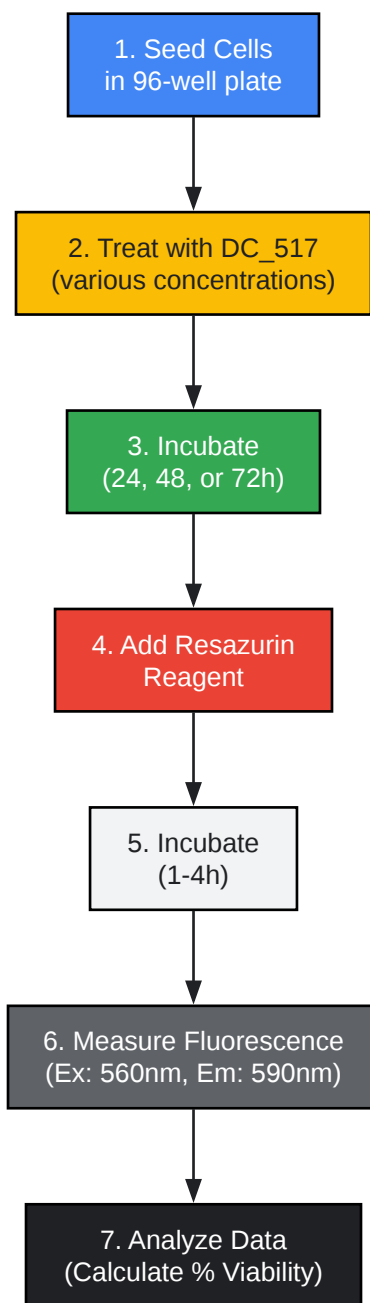 1. Seed Cells
in 96-well plate
2. Treat with DC_517
(various concentrations)
3. Incubate
(24, 48, or 72h)
4. Add Resazurin
Reagent
5. Incubate
(1-4h)
6. Measure Fluorescence
(Ex: 560nm, Em: 590nm)
7. Analyze Data
(Calculate % Viability)